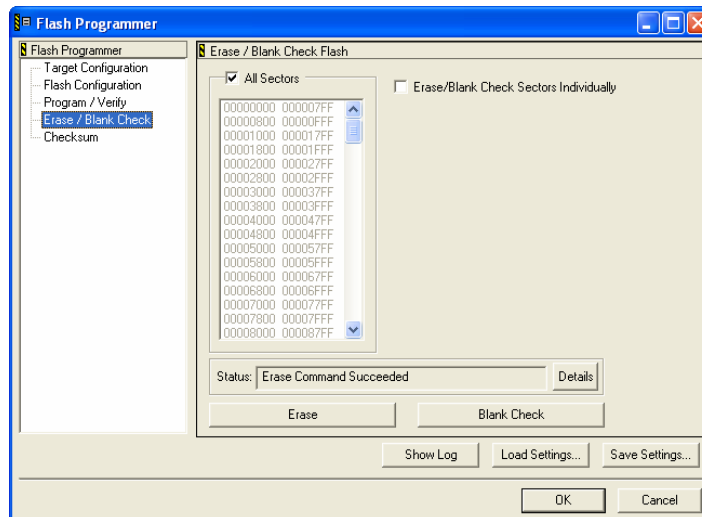 Flash Programmer
Flash Programmer
Target Configuration
Flash Configuration
Program / Verify
Erase / Blank Check
Checksum
Erase / Blank Check Flash
All Sectors
Erase/Blank Check Sectors Individually
00000000 000007FF
00000800 00000FFF
00001000 000017FF
00001800 00001FFF
00002000 000027FF
00002800 00002FFF
00003000 000037FF
00003800 00003FFF
00004000 000047FF
00004800 00004FFF
00005000 000057FF
00005800 00005FFF
00006000 000067FF
00006800 00006FFF
00007000 000077FF
00007800 00007FFF
00008000 000087FF
Status: Erase Command Succeeded Details
Erase Blank Check
Show Log Load Settings... Save Settings...
OK Cancel